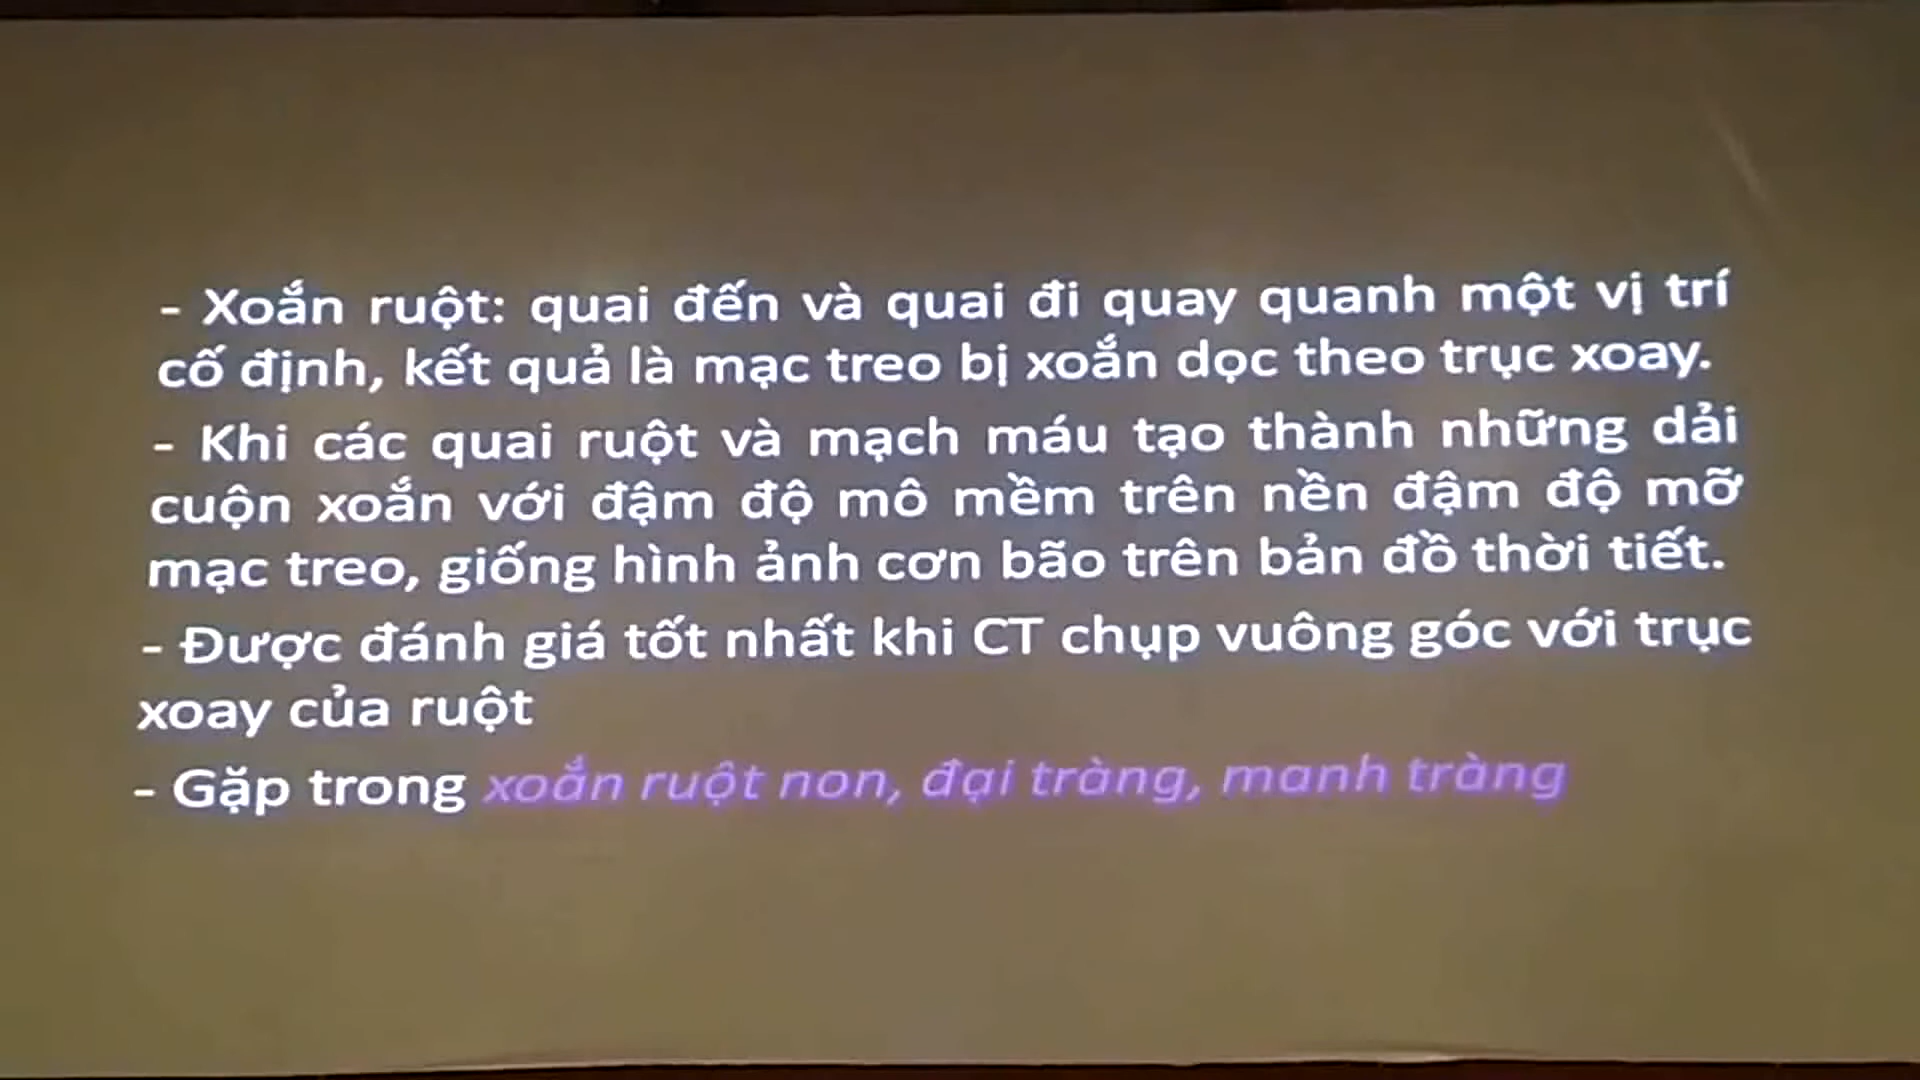 - Xoắn ruột: quai đến và quai đi quay quanh một vị trí
cố định, kết quả là mạc treo bị xoắn dọc theo trục xoay.
- Khi các quai ruột và mạch máu tạo thành những dải
cuộn xoắn với đậm độ mô mềm trên nền đậm độ mỡ
mạc treo, giống hình ảnh cơn bão trên bản đồ thời tiết.
- Được đánh giá tốt nhất khi CT chụp vuông góc với trục
xoay của ruột
- Gặp trong xoắn ruột non, đại tràng, manh tràng